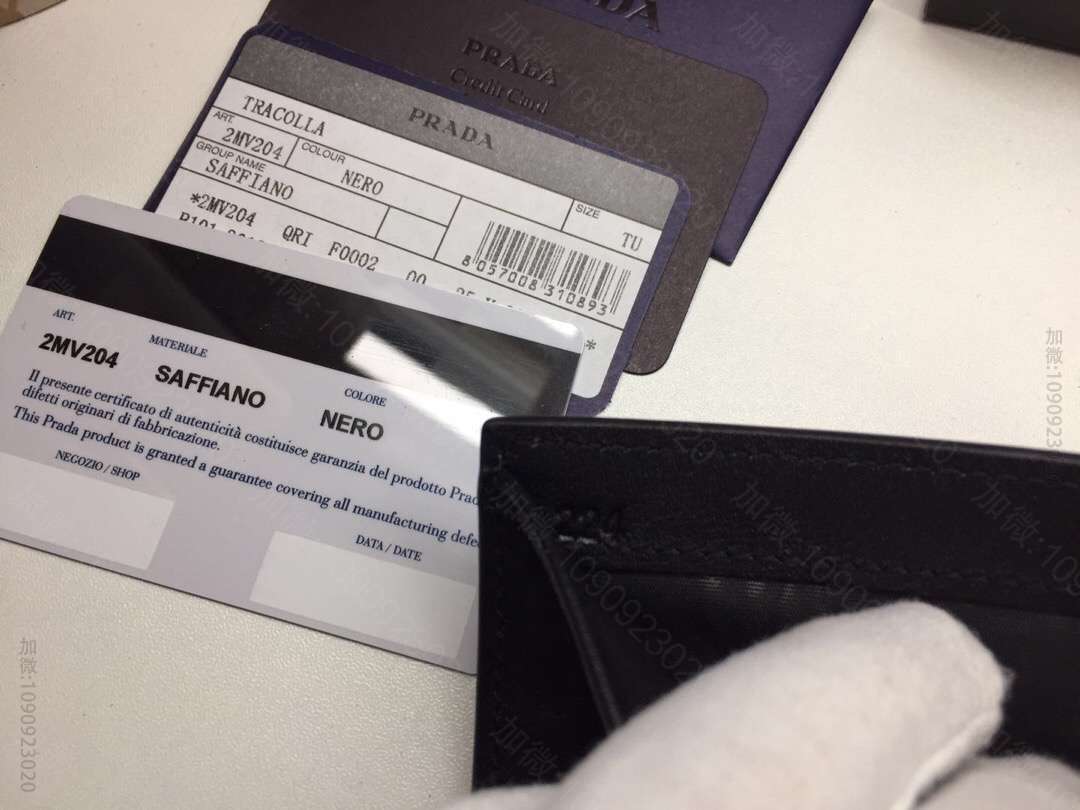 PRADA
PRADA
Credit Card
PRADA
TRACOLLA
ART.
2MV204
COLOUR
NERO
GROUP NAME
SAFFIANO
SIZE
TU
*2MV204
QRI F0002 00
8 057008 310893
*
ART.
2MV204
MATERIALE
SAFFIANO
COLORE
NERO
Il presente certificato di autenticità costituisce garanzia del prodotto
difetti originari di fabbricazione.
This Prada product is granted a guarantee covering all manufacturing
NEGOZIO / SHOP
DATA / DATE
加微:1090923020
加微:1090923